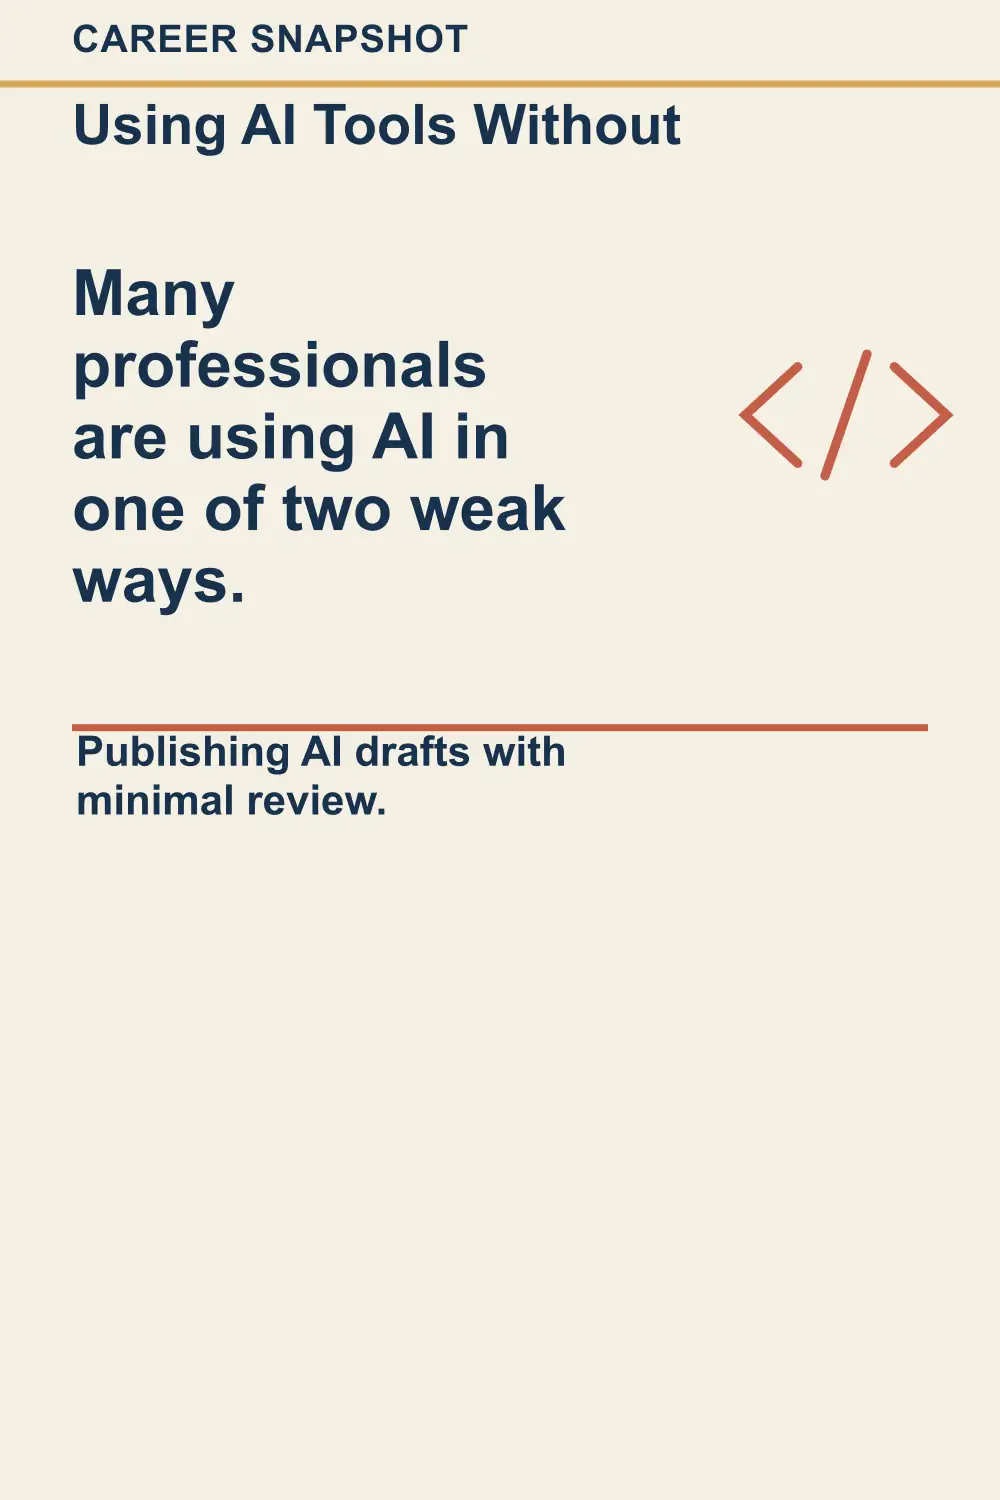 CAREER SNAPSHOT
Using AI Tools Without
Many
professionals
are using AI in
one of two weak
ways.
</>
Publishing AI drafts with
minimal review.